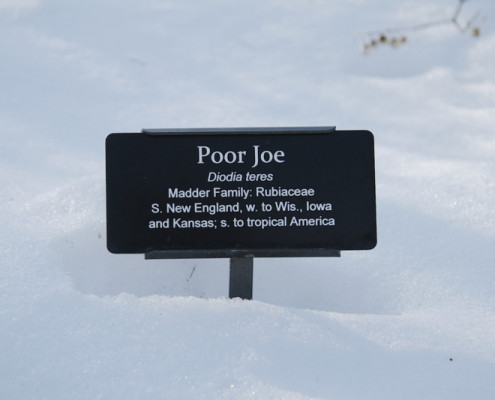 Poor Joe
Diodia teres
Madder Family: Rubiaceae
S. New England, w. to Wis., Iowa
and Kansas; s. to tropical America